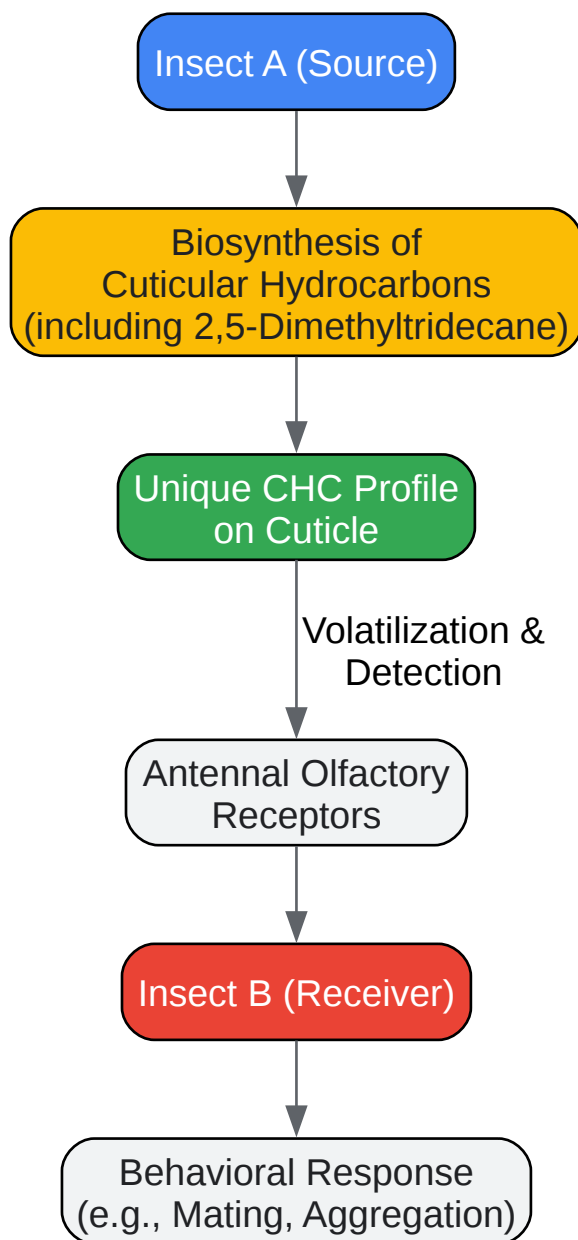 Insect A (Source)
Biosynthesis of
Cuticular Hydrocarbons
(including 2,5-Dimethyltridecane)
Unique CHC Profile
on Cuticle
Volatilization &
Detection
Antennal Olfactory
Receptors
Insect B (Receiver)
Behavioral Response
(e.g., Mating, Aggregation)